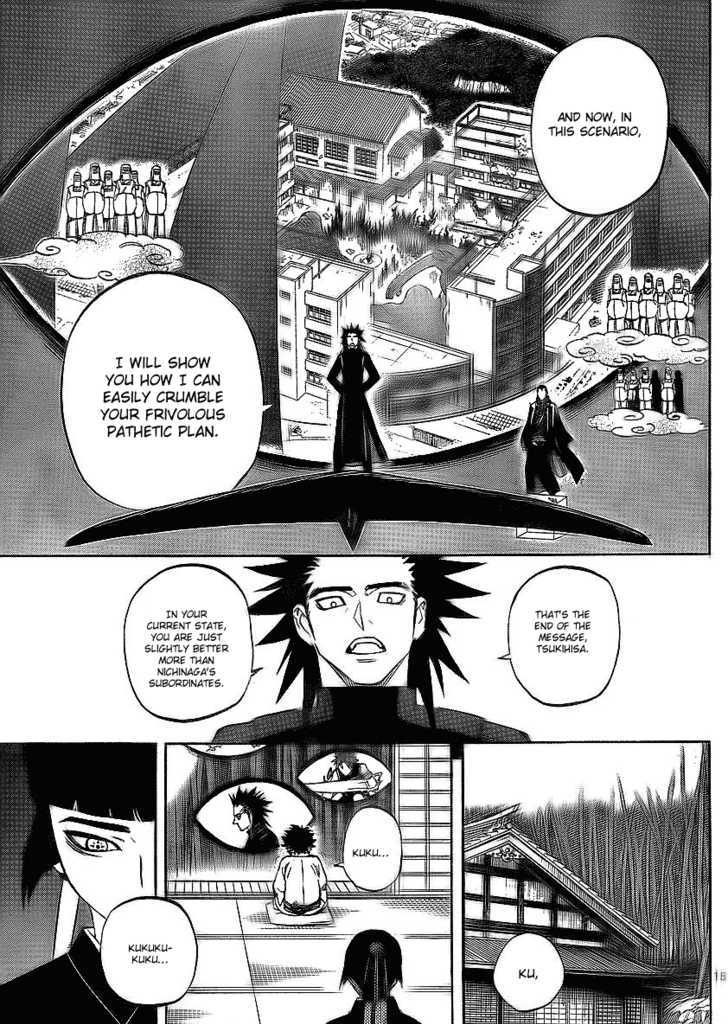 AND NOW, IN
THIS SCENARIO,
I WILL SHOW
YOU HOW I CAN
EASILY CRUMBLE
YOUR FRIVOLOUS
PATHETIC PLAN.
THAT'S THE
END OF THE
MESSAGE,
TSUKIHISA.
IN YOUR
CURRENT STATE,
YOU ARE JUST
SLIGHTLY BETTER
MORE THAN
NICHINAGA'S
SUBORDINATES.
KU,
KUKU...
KUKUKU-
KUKU...
18